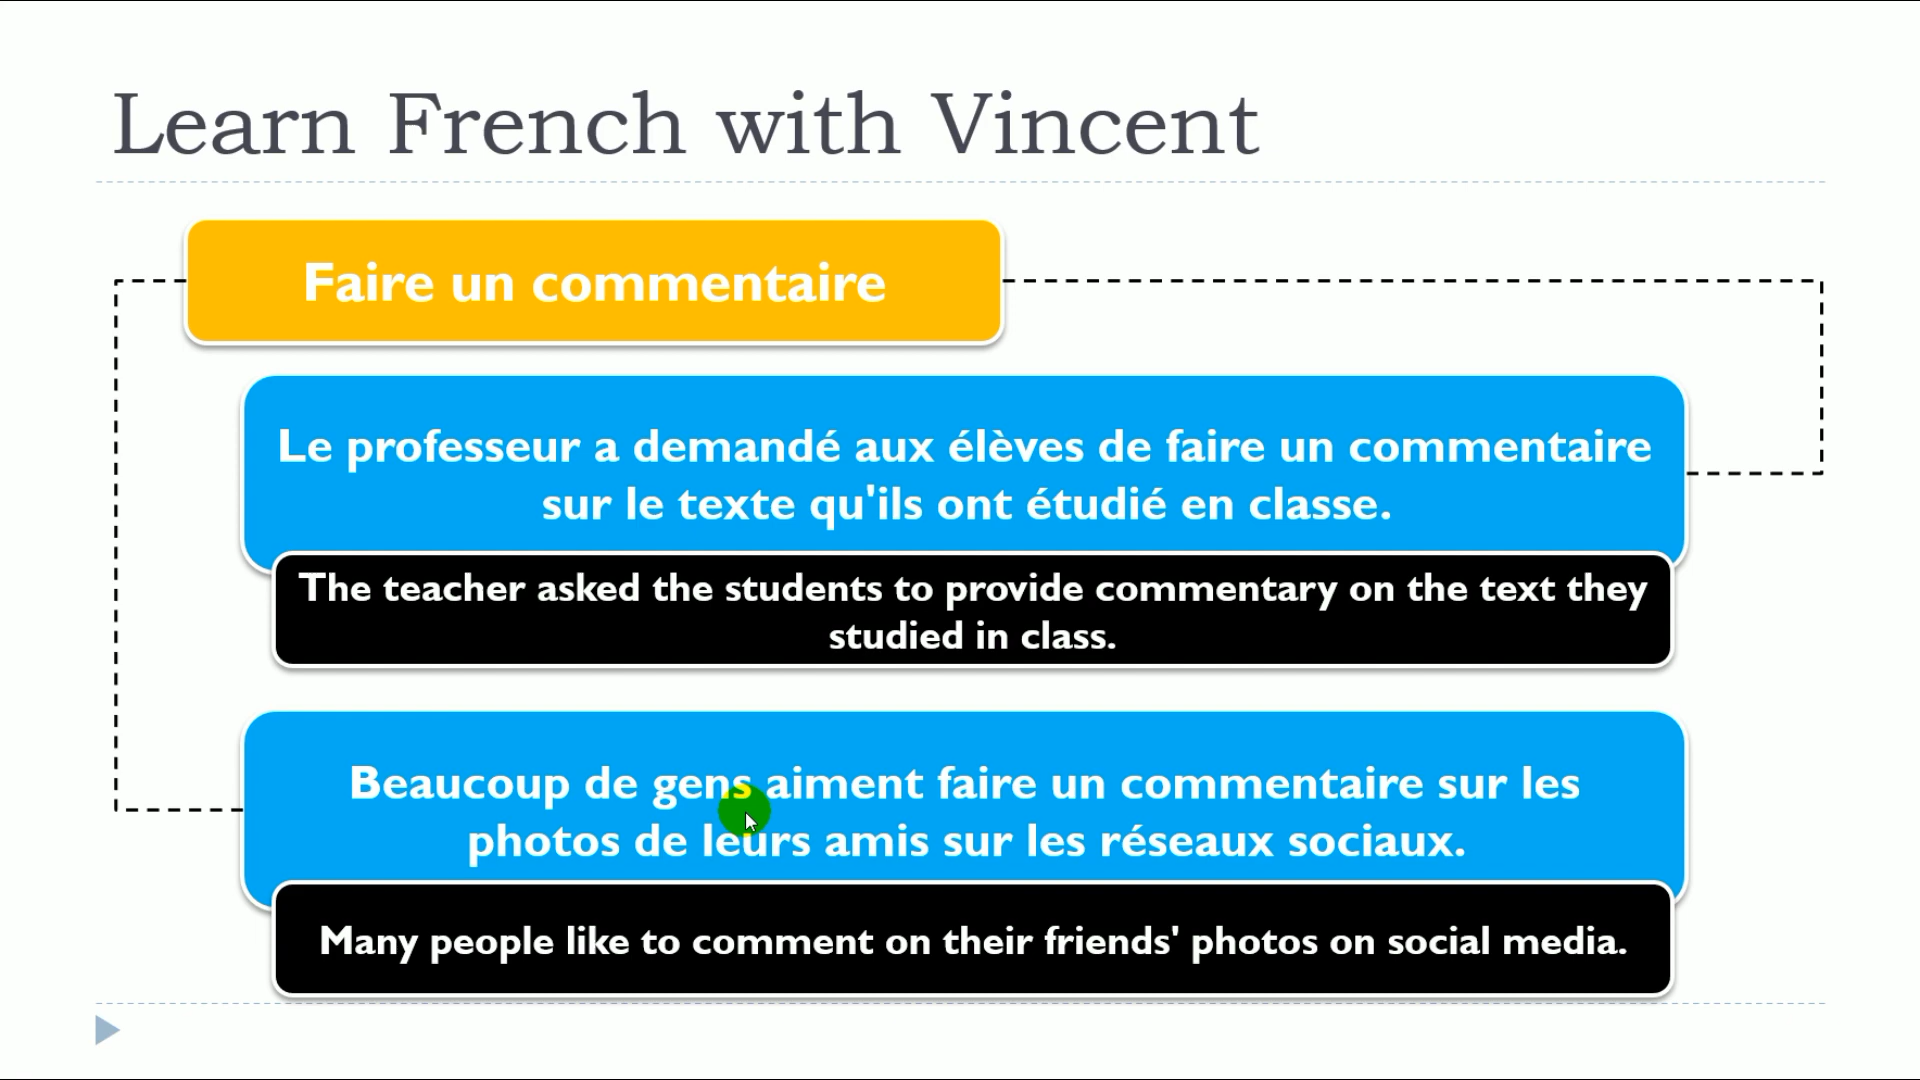 Learn French with Vincent
Faire un commentaire
Le professeur a demandé aux élèves de faire un commentaire
sur le texte qu'ils ont étudié en classe.
The teacher asked the students to provide commentary on the text they
studied in class.
Beaucoup de gens aiment faire un commentaire sur les
photos de leurs amis sur les réseaux sociaux.
Many people like to comment on their friends' photos on social media.